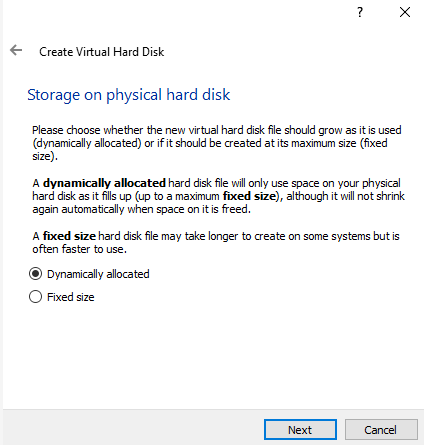 ?
Create Virtual Hard Disk
Storage on physical hard disk
Please choose whether the new virtual hard disk file should grow as it is used
(dynamically allocated) or if it should be created at its maximum size (fixed
size).
A dynamically allocated hard disk file will only use space on your physical
hard disk as it fills up (up to a maximum fixed size), although it will not shrink
again automatically when space on it is freed.
A fixed size hard disk file may take longer to create on some systems but is
often faster to use.
Dynamically allocated
Fixed size
Next Cancel